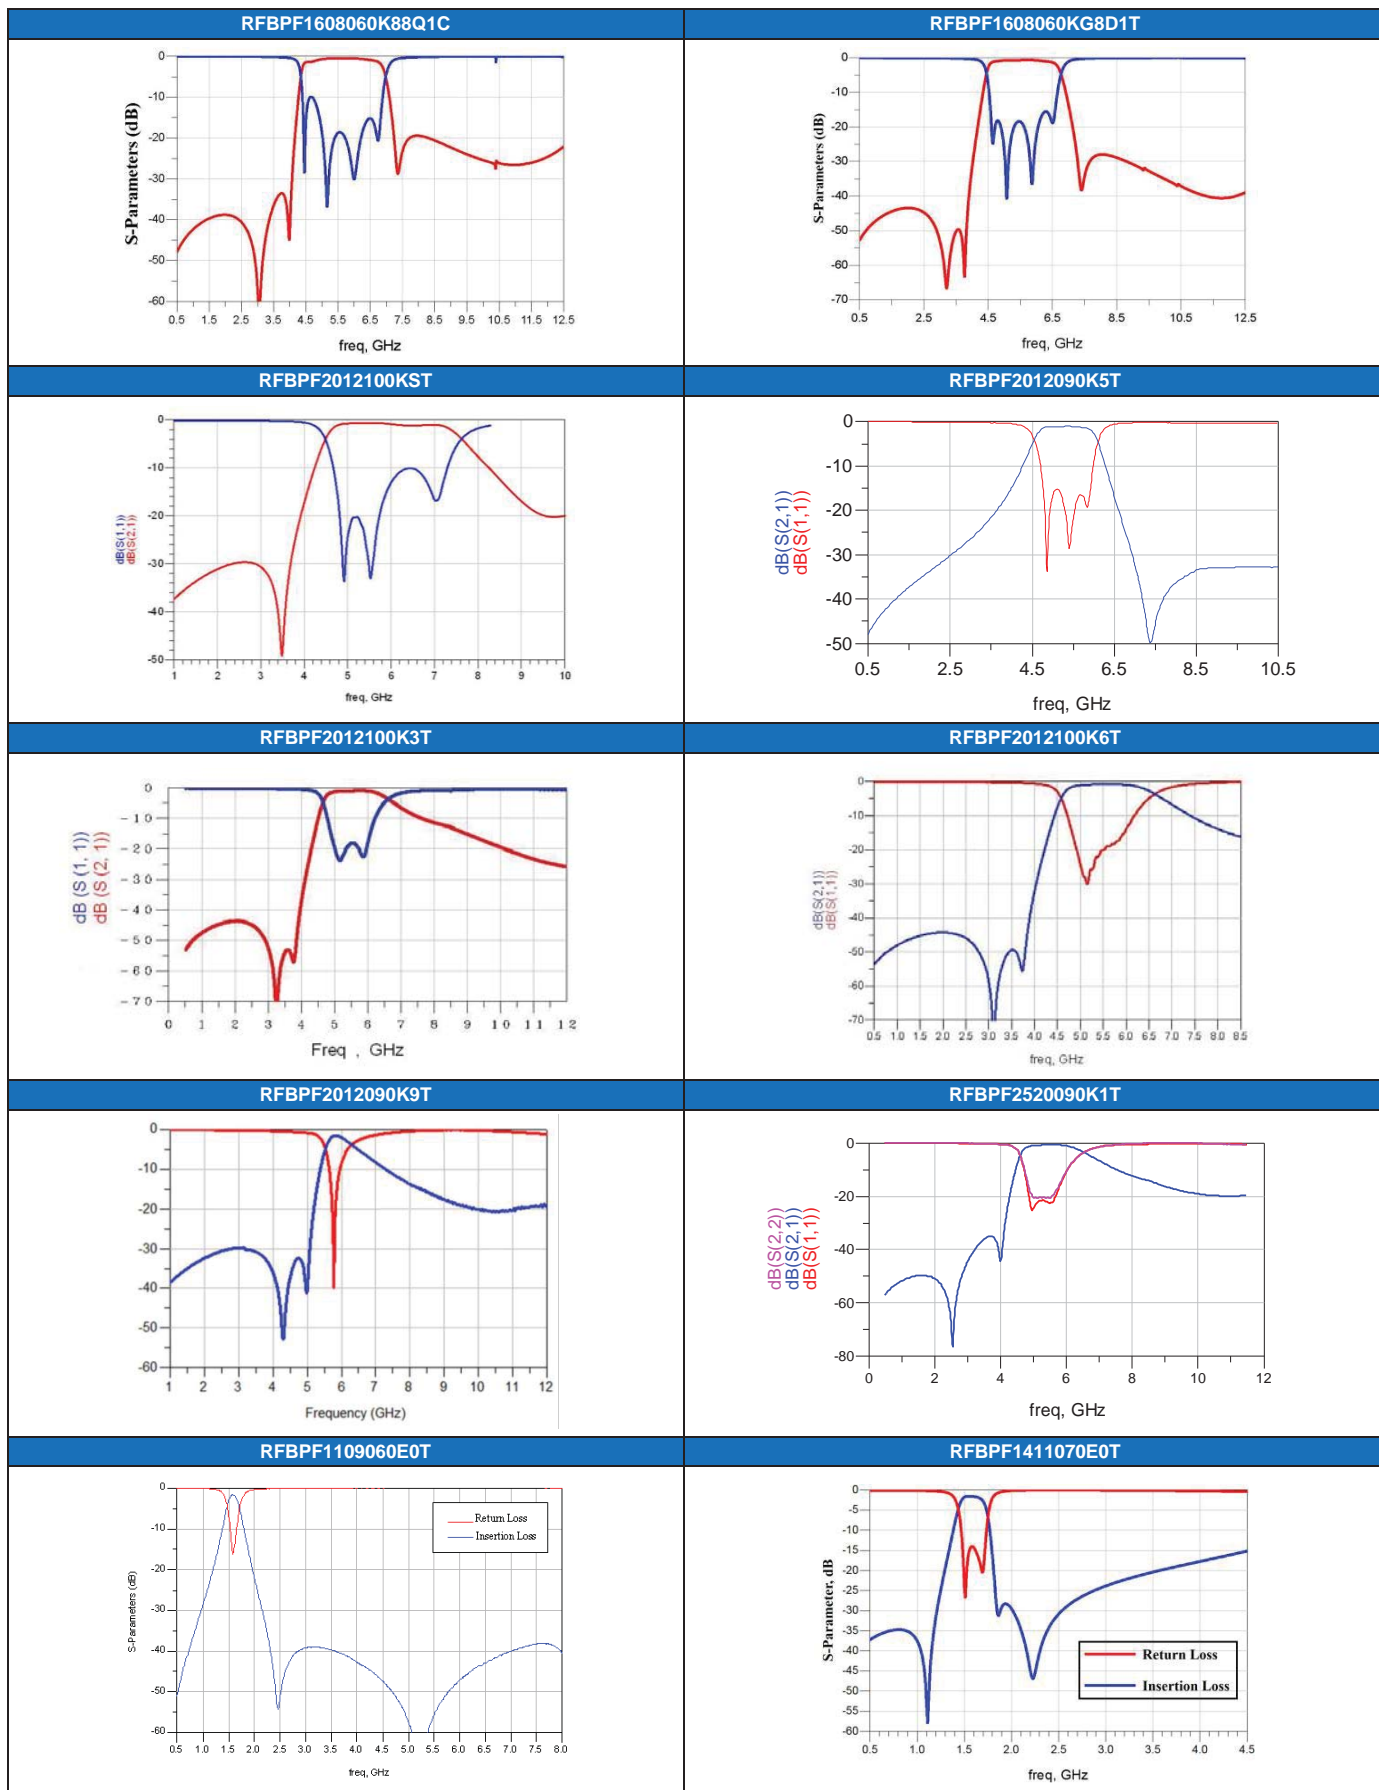 RFBPF1608060K88Q1C
RFBPF1608060KG8D1T
S-Parameters (dB)
0
-10
-20
-30
-40
-50
-60
0.5 1.5 2.5 3.5 4.5 5.5 6.5 7.5 8.5 9.5 10.5 11.5 12.5
freq, GHz
S-Parameters (dB)
0
-10
-20
-30
-40
-50
-60
-70
0.5 2.5 4.5 6.5 8.5 10.5 12.5
freq, GHz
RFBPF2012100KST
RFBPF2012090K5T
dB(S(1,1))
dB(S(2,1))
0
-10
-20
-30
-40
-50
1 2 3 4 5 6 7 8 9 10
freq, GHz
dB(S(2,1))
dB(S(1,1))
0
-10
-20
-30
-40
-50
0.5 2.5 4.5 6.5 8.5 10.5
freq, GHz
RFBPF2012100K3T
RFBPF2012100K6T
dB (S (1, 1))
dB (S (2, 1))
0
-10
-20
-30
-40
-50
-60
-70
0 1 2 3 4 5 6 7 8 9 10 11 12
Freq , GHz
dB(S(2,1))
dB(S(1,1))
0
-10
-20
-30
-40
-50
-60
-70
0.5 1.0 1.5 2.0 2.5 3.0 3.5 4.0 4.5 5.0 5.5 6.0 6.5 7.0 7.5 8.0 8.5
freq, GHz
RFBPF2012090K9T
RFBPF2520090K1T
0
-10
-20
-30
-40
-50
-60
1 2 3 4 5 6 7 8 9 10 11 12
Frequency (GHz)
dB(S(2,2))
dB(S(2,1))
dB(S(1,1))
0
-20
-40
-60
-80
0 2 4 6 8 10 12
freq, GHz
RFBPF1109060E0T
RFBPF1411070E0T
S-Parameters (dB)
0
-10
-20
-30
-40
-50
-60
Return Loss
Insertion Loss
0.5 1.0 1.5 2.0 2.5 3.0 3.5 4.0 4.5 5.0 5.5 6.0 6.5 7.0 7.5 8.0
freq, GHz
S-Parameter, dB
0
-5
-10
-15
-20
-25
-30
-35
-40
-45
-50
-55
-60
Return Loss
Insertion Loss
0.5 1.0 1.5 2.0 2.5 3.0 3.5 4.0 4.5
freq, GHz